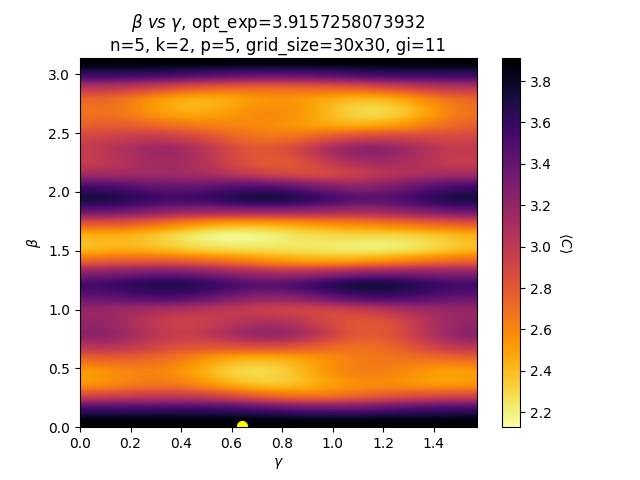 β vs γ, opt_exp=3.9157258073932
n=5, k=2, p=5, grid_size=30x30, gi=11
3.0
2.5
2.0
1.5
1.0
0.5
0.0
β
0.0 0.2 0.4 0.6 0.8 1.0 1.2 1.4
γ
3.8
3.6
3.4
3.2
3.0
2.8
2.6
2.4
2.2
⟨C⟩